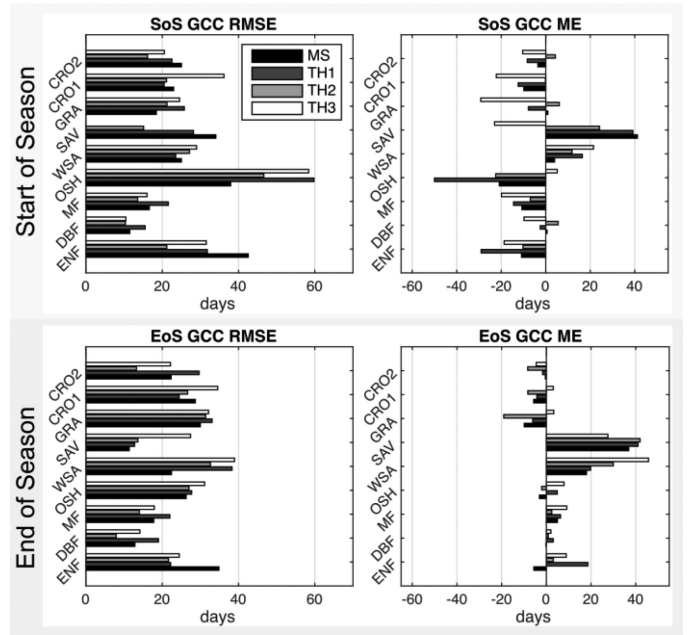 Start of Season
SoS GCC RMSE
MS
TH1
TH2
TH3
CRO2
CRO1
GRA
SAV
WSA
OSH
MF
DBF
ENF
0 20 40 60
days
SoS GCC ME
CRO2
CRO1
GRA
SAV
WSA
OSH
MF
DBF
ENF
-60 -40 -20 0 20 40
days
End of Season
EoS GCC RMSE
CRO2
CRO1
GRA
SAV
WSA
OSH
MF
DBF
ENF
0 20 40 60
days
EoS GCC ME
CRO2
CRO1
GRA
SAV
WSA
OSH
MF
DBF
ENF
-60 -40 -20 0 20 40
days